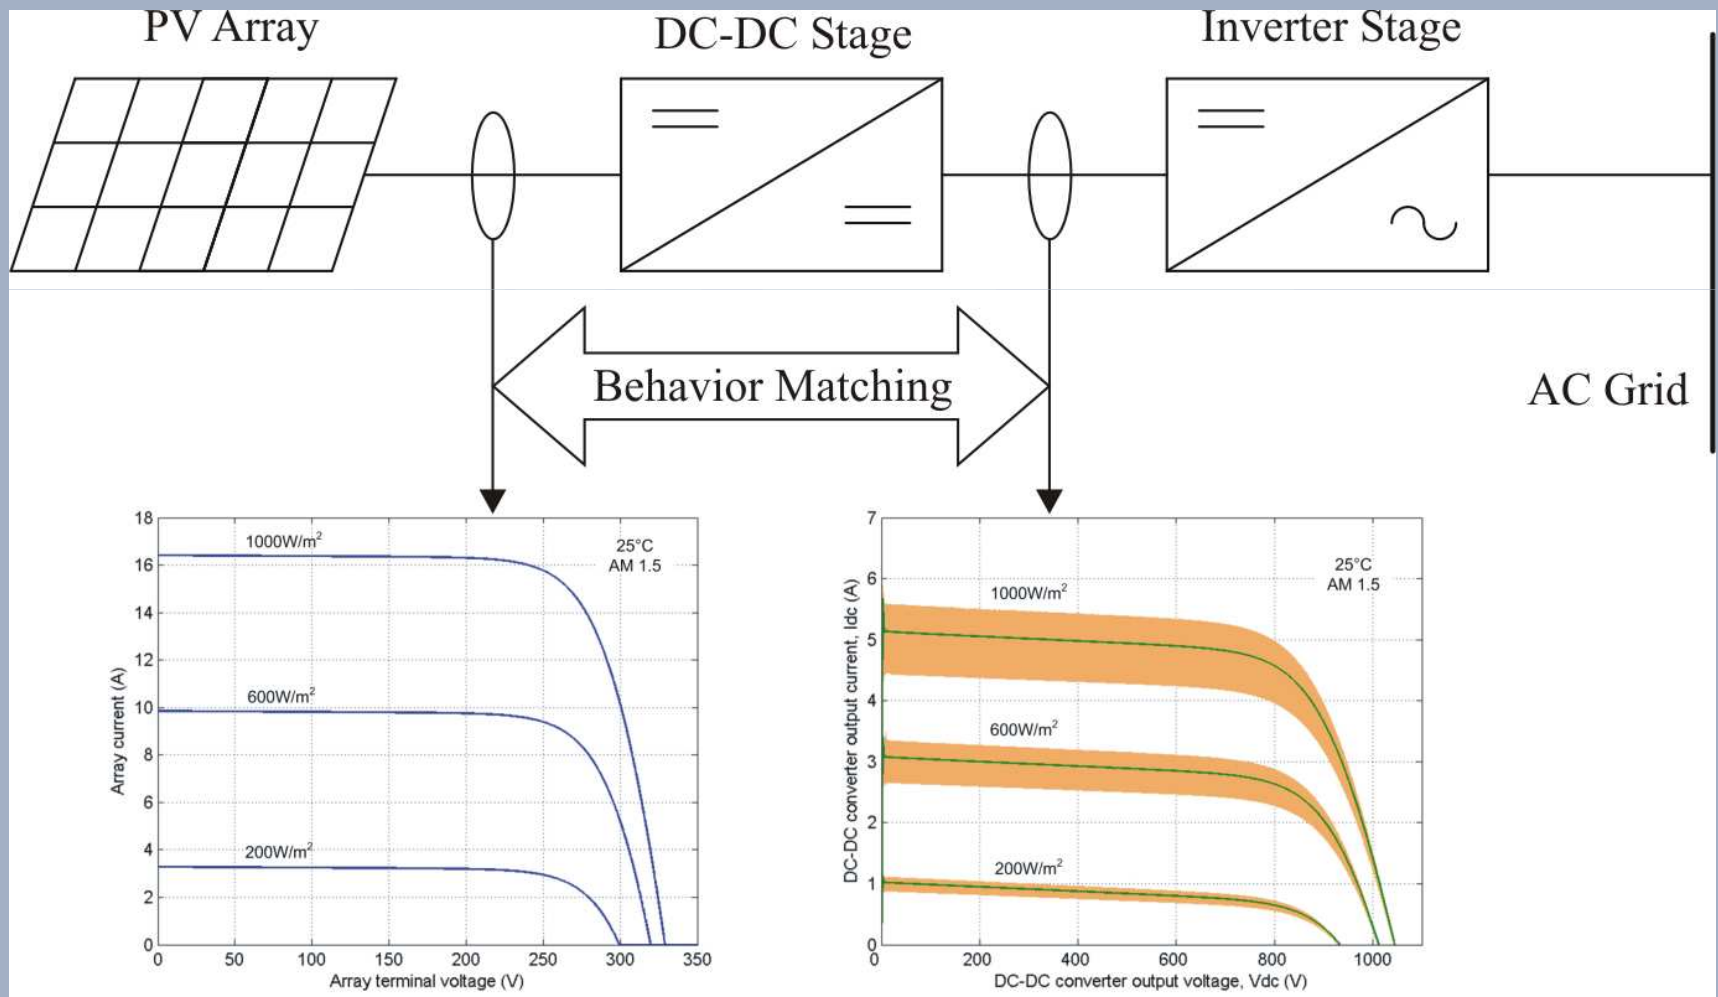 PV Array
DC-DC Stage
Inverter Stage
Behavior Matching
AC Grid
18
16
14
12
10
8
6
4
2
0
Array current (A)
1000W/m²
600W/m²
200W/m²
25°C
AM 1.5
0 50 100 150 200 250 300 350
Array terminal voltage (V)
7
6
5
4
3
2
1
0
DC-DC converter output current, Idc (A)
1000W/m²
600W/m²
200W/m²
25°C
AM 1.5
0 200 400 600 800 1000
DC-DC converter output voltage, Vdc (V)